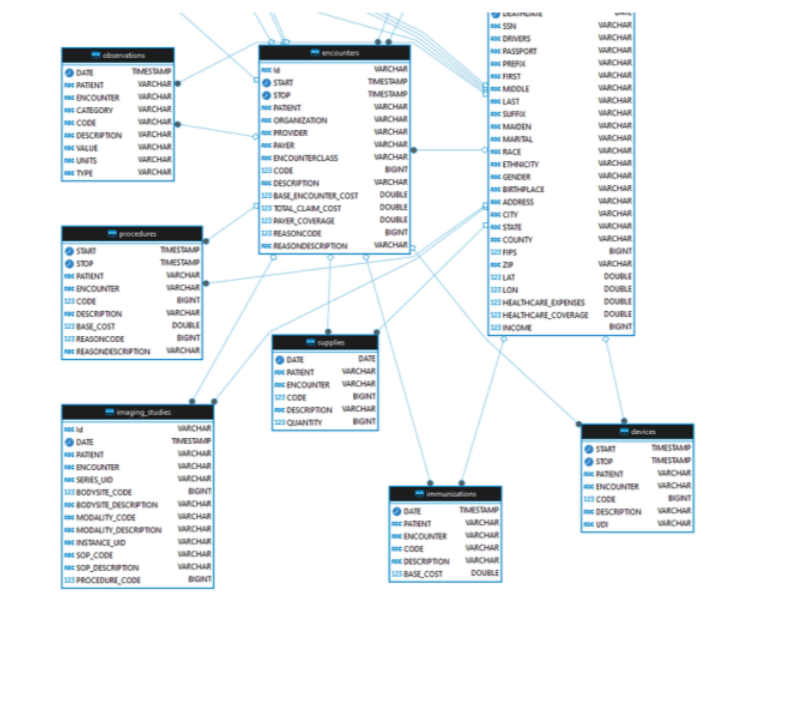 observations
DATE TIMESTAMP
PATIENT VARCHAR
ENCOUNTER VARCHAR
CATEGORY VARCHAR
CODE VARCHAR
DESCRIPTION VARCHAR
VALUE VARCHAR
UNITS VARCHAR
TYPE VARCHAR
encounters
Id VARCHAR
START TIMESTAMP
STOP TIMESTAMP
PATIENT VARCHAR
ORGANIZATION VARCHAR
PROVIDER VARCHAR
PAYER VARCHAR
ENCOUNTERCLASS VARCHAR
CODE BIGINT
DESCRIPTION VARCHAR
BASE_ENCOUNTER_COST DOUBLE
TOTAL_CLAIM_COST DOUBLE
PAYER_COVERAGE DOUBLE
REASONCODE BIGINT
REASONDESCRIPTION VARCHAR
DEATHDATE DATE
SSN VARCHAR
DRIVERS VARCHAR
PASSPORT VARCHAR
PREFIX VARCHAR
FIRST VARCHAR
MIDDLE VARCHAR
LAST VARCHAR
SUFFIX VARCHAR
MAIDEN VARCHAR
MARITAL VARCHAR
RACE VARCHAR
ETHNICITY VARCHAR
GENDER VARCHAR
BIRTHPLACE VARCHAR
ADDRESS VARCHAR
CITY VARCHAR
STATE VARCHAR
COUNTY VARCHAR
FIPS BIGINT
ZIP VARCHAR
LAT DOUBLE
LON DOUBLE
HEALTHCARE_EXPENSES DOUBLE
HEALTHCARE_COVERAGE DOUBLE
INCOME BIGINT
procedures
START TIMESTAMP
STOP TIMESTAMP
PATIENT VARCHAR
ENCOUNTER VARCHAR
CODE BIGINT
DESCRIPTION VARCHAR
BASE_COST DOUBLE
REASONCODE BIGINT
REASONDESCRIPTION VARCHAR
supplies
DATE DATE
PATIENT VARCHAR
ENCOUNTER VARCHAR
CODE BIGINT
DESCRIPTION VARCHAR
QUANTITY BIGINT
imaging_studies
Id VARCHAR
DATE TIMESTAMP
PATIENT VARCHAR
ENCOUNTER VARCHAR
SERIES_UID VARCHAR
BODYSITE_CODE BIGINT
BODYSITE_DESCRIPTION VARCHAR
MODALITY_CODE VARCHAR
MODALITY_DESCRIPTION VARCHAR
INSTANCE_UID VARCHAR
SOP_CODE VARCHAR
SOP_DESCRIPTION VARCHAR
PROCEDURE_CODE BIGINT
immunizations
DATE TIMESTAMP
PATIENT VARCHAR
ENCOUNTER VARCHAR
CODE VARCHAR
DESCRIPTION VARCHAR
BASE_COST DOUBLE
devices
START TIMESTAMP
STOP TIMESTAMP
PATIENT VARCHAR
ENCOUNTER VARCHAR
CODE BIGINT
DESCRIPTION VARCHAR
UDI VARCHAR